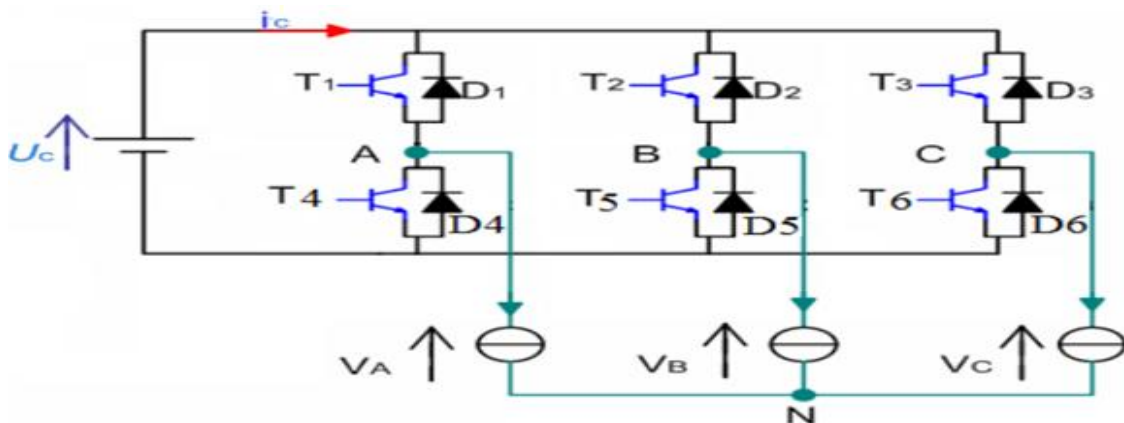 ic
T1 D1 T2 D2 T3 D3
Uc
A B C
T4 D4 T5 D5 T6 D6
VA VB VC
N